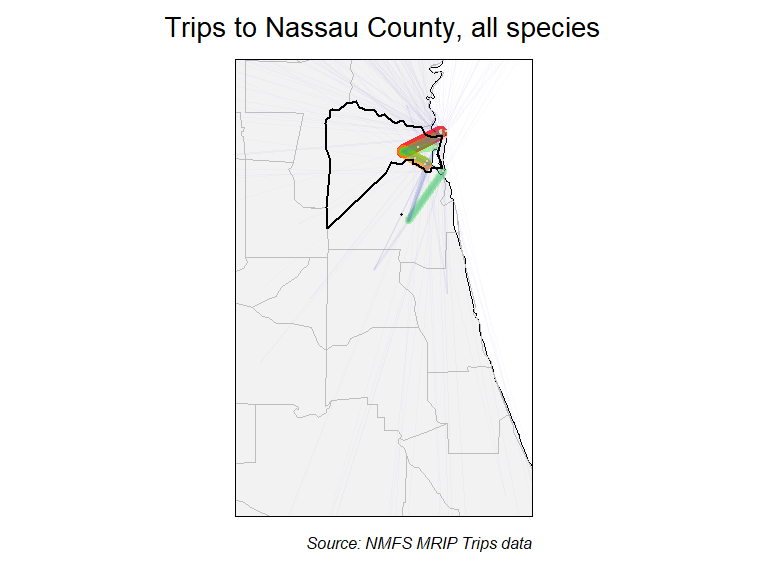 Trips to Nassau County, all species
Source: NMFS MRIP Trips data